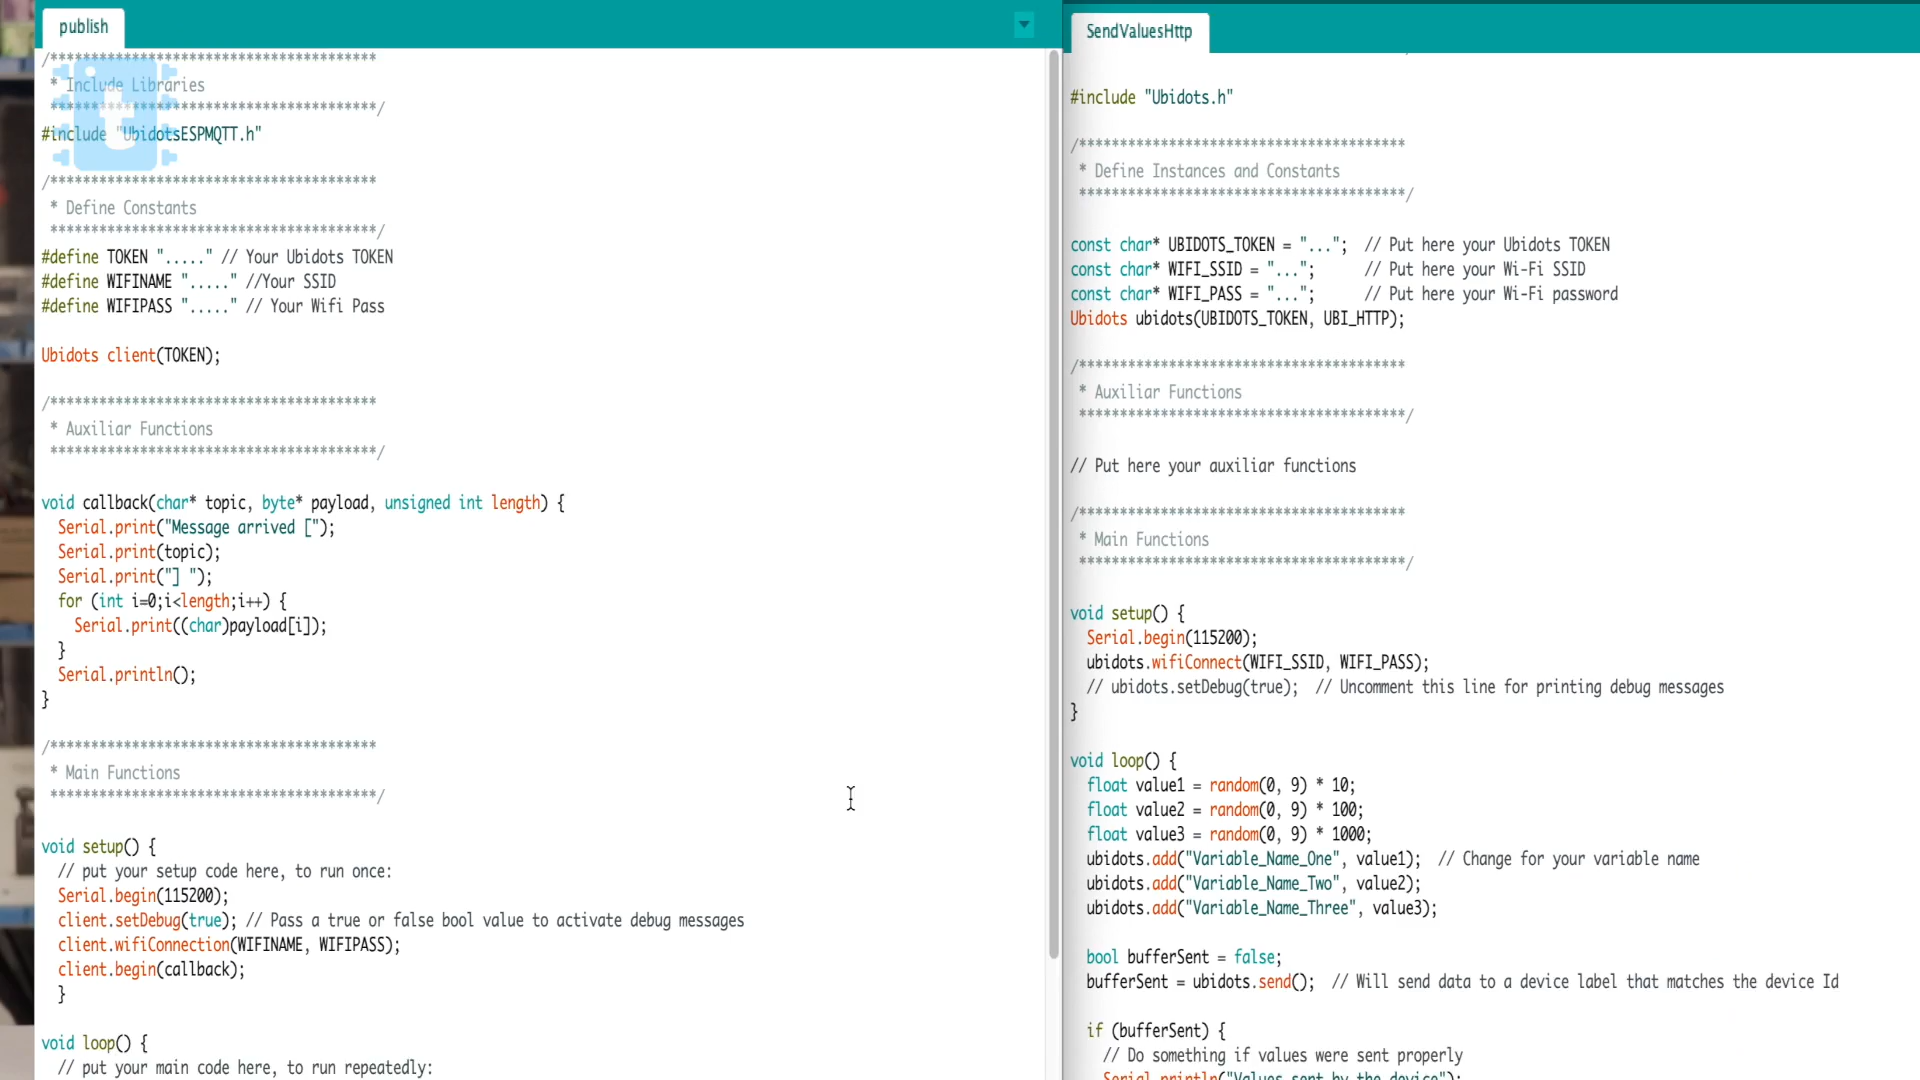 publish
/****************************************
 * Include Libraries
 ****************************************/
#include "UbidotsESPMQTT.h"
/****************************************
 * Define Constants
 ****************************************/
#define TOKEN "....." // Your Ubidots TOKEN
#define WIFINAME "....." //Your SSID
#define WIFIPASS "....." // Your Wifi Pass
Ubidots client(TOKEN);
/****************************************
 * Auxiliar Functions
 ****************************************/
void callback(char* topic, byte* payload, unsigned int length) {
  Serial.print("Message arrived [");
  Serial.print(topic);
  Serial.print("] ");
  for (int i=0;i<length;i++) {
    Serial.print((char)payload[i]);
  }
  Serial.println();
}
/****************************************
 * Main Functions
 ****************************************/
void setup() {
  // put your setup code here, to run once:
  Serial.begin(115200);
  client.setDebug(true); // Pass a true or false bool value to activate debug messages
  client.wifiConnection(WIFINAME, WIFIPASS);
  client.begin(callback);
  }
void loop() {
  // put your main code here, to run repeatedly:
SendValuesHttp
#include "Ubidots.h"
/****************************************
 * Define Instances and Constants
 ****************************************/
const char* UBIDOTS_TOKEN = "...";  // Put here your Ubidots TOKEN
const char* WIFI_SSID = "...";      // Put here your Wi-Fi SSID
const char* WIFI_PASS = "...";      // Put here your Wi-Fi password
Ubidots ubidots(UBIDOTS_TOKEN, UBI_HTTP);
/****************************************
 * Auxiliar Functions
 ****************************************/
// Put here your auxiliar functions
/****************************************
 * Main Functions
 ****************************************/
void setup() {
  Serial.begin(115200);
  ubidots.wifiConnect(WIFI_SSID, WIFI_PASS);
  // ubidots.setDebug(true);  // Uncomment this line for printing debug messages
}
void loop() {
  float value1 = random(0, 9) * 10;
  float value2 = random(0, 9) * 100;
  float value3 = random(0, 9) * 1000;
  ubidots.add("Variable_Name_One", value1);  // Change for your variable name
  ubidots.add("Variable_Name_Two", value2);
  ubidots.add("Variable_Name_Three", value3);
  bool bufferSent = false;
  bufferSent = ubidots.send();  // Will send data to a device label that matches the device Id
  if (bufferSent) {
    // Do something if values were sent properly
    Serial.println("Values sent by the device");
t